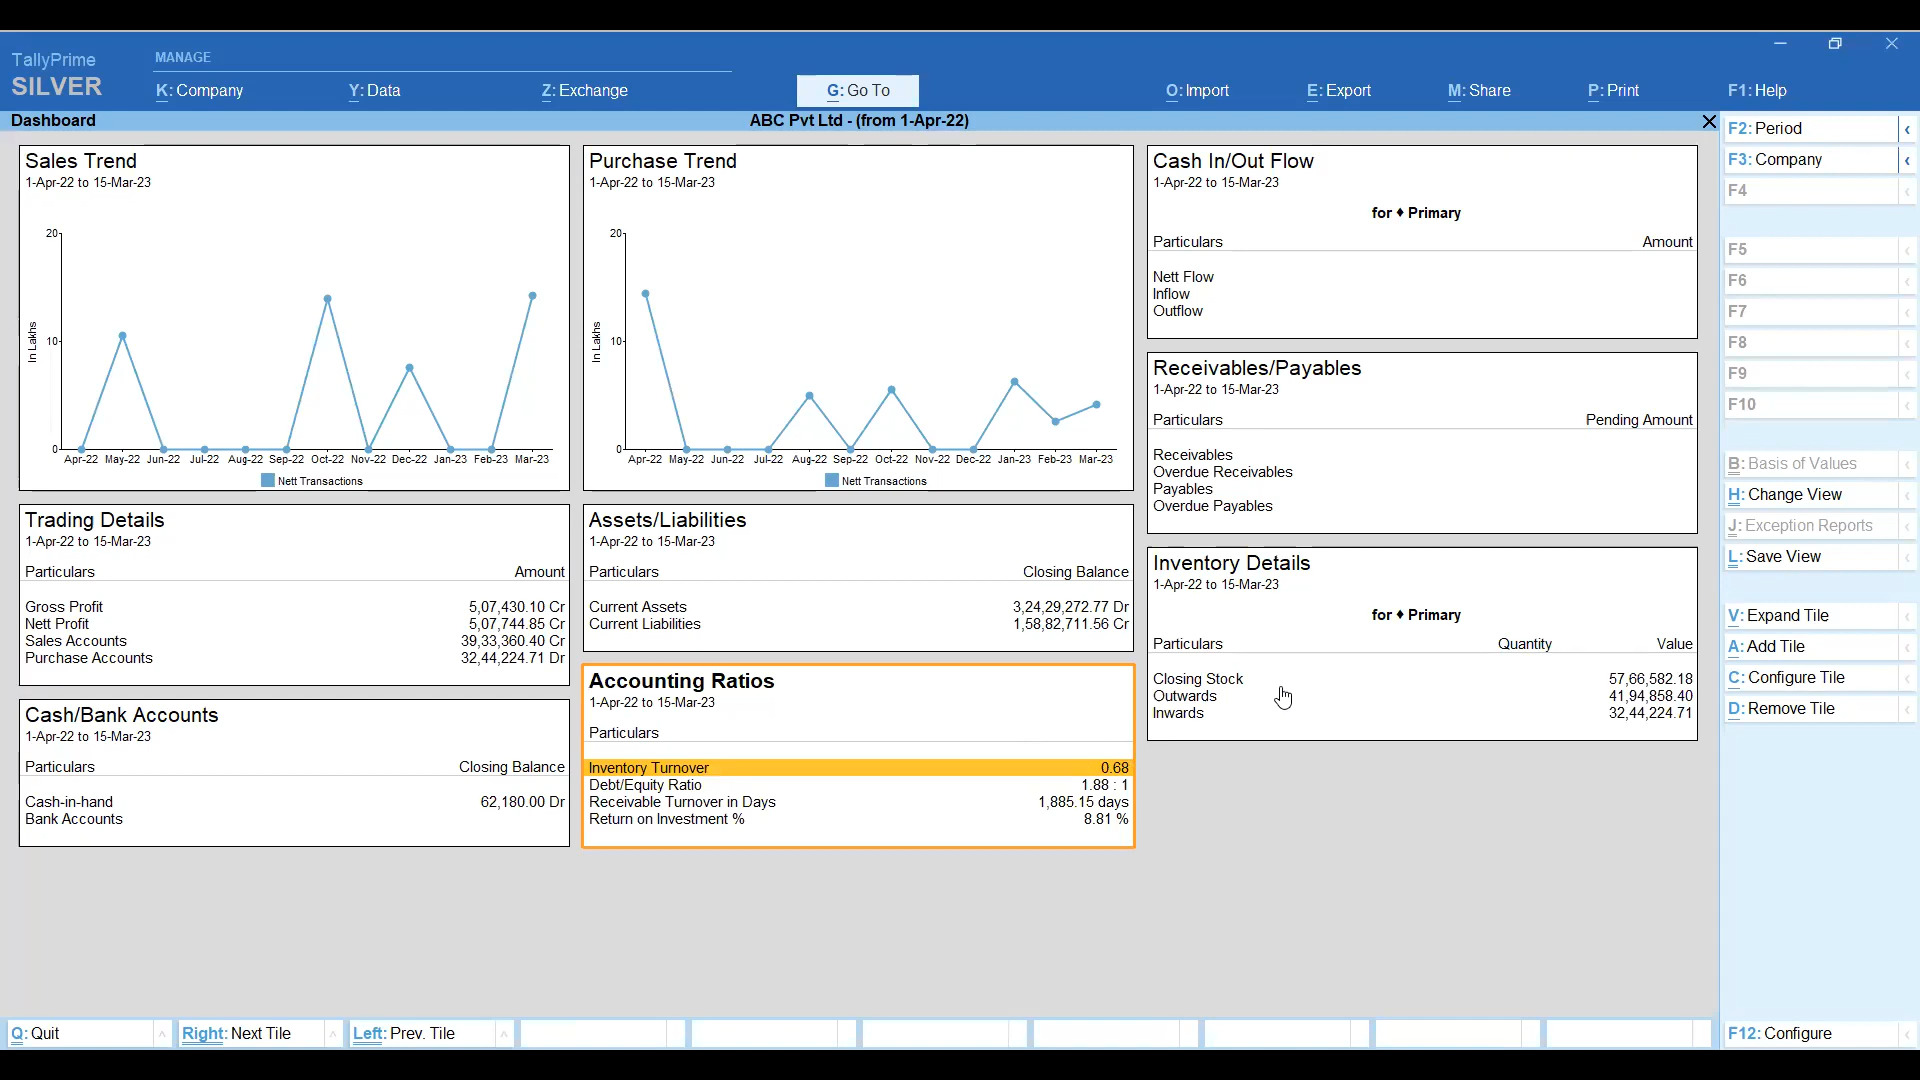 TallyPrime
SILVER
MANAGE
K: Company
Y: Data
Z: Exchange
G: Go To
O: Import
E: Export
M: Share
P: Print
F1: Help
Dashboard
ABC Pvt Ltd - (from 1-Apr-22)
Sales Trend
1-Apr-22 to 15-Mar-23
20
10
0
In Lakhs
Apr-22 May-22 Jun-22 Jul-22 Aug-22 Sep-22 Oct-22 Nov-22 Dec-22 Jan-23 Feb-23 Mar-23
Nett Transactions
Purchase Trend
1-Apr-22 to 15-Mar-23
20
10
0
In Lakhs
Apr-22 May-22 Jun-22 Jul-22 Aug-22 Sep-22 Oct-22 Nov-22 Dec-22 Jan-23 Feb-23 Mar-23
Nett Transactions
Cash In/Out Flow
1-Apr-22 to 15-Mar-23
for ♦ Primary
Particulars Amount
Nett Flow
Inflow
Outflow
Receivables/Payables
1-Apr-22 to 15-Mar-23
Particulars Pending Amount
Receivables
Overdue Receivables
Payables
Overdue Payables
Trading Details
1-Apr-22 to 15-Mar-23
Particulars Amount
Gross Profit 5,07,430.10 Cr
Nett Profit 5,07,744.85 Cr
Sales Accounts 39,33,360.40 Cr
Purchase Accounts 32,44,224.71 Dr
Assets/Liabilities
1-Apr-22 to 15-Mar-23
Particulars Closing Balance
Current Assets 3,24,29,272.77 Dr
Current Liabilities 1,58,82,711.56 Cr
Inventory Details
1-Apr-22 to 15-Mar-23
for ♦ Primary
Particulars Quantity Value
Closing Stock 57,66,582.18
Outwards 41,94,858.40
Inwards 32,44,224.71
Cash/Bank Accounts
1-Apr-22 to 15-Mar-23
Particulars Closing Balance
Cash-in-hand 62,180.00 Dr
Bank Accounts
Accounting Ratios
1-Apr-22 to 15-Mar-23
Particulars
Inventory Turnover 0.68
Debt/Equity Ratio 1.88 : 1
Receivable Turnover in Days 1,885.15 days
Return on Investment % 8.81 %
F2: Period
F3: Company
F4
F5
F6
F7
F8
F9
F10
B: Basis of Values
H: Change View
J: Exception Reports
L: Save View
V: Expand Tile
A: Add Tile
C: Configure Tile
D: Remove Tile
Q: Quit
Right: Next Tile
Left: Prev. Tile
F12: Configure